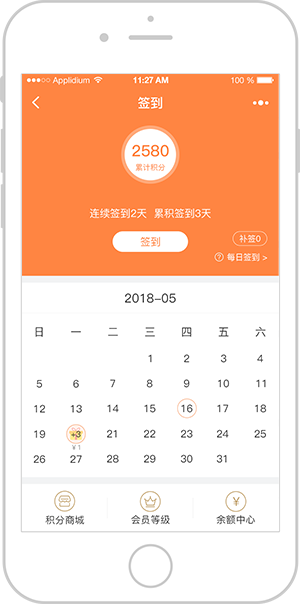 Applidium 11:27 AM 100 %
签到
2580
累计积分
连续签到2天 累积签到3天
签到
补签0
? 每日签到 >
2018-05
日 一 二 三 四 五 六
1 2 3 4
5 6 7 8 9 10 11
12 13 14 15 16 17 18
19 +3 21 22 23 24 25
¥1
26 27 28 29 30 31
积分商城 会员等级 余额中心